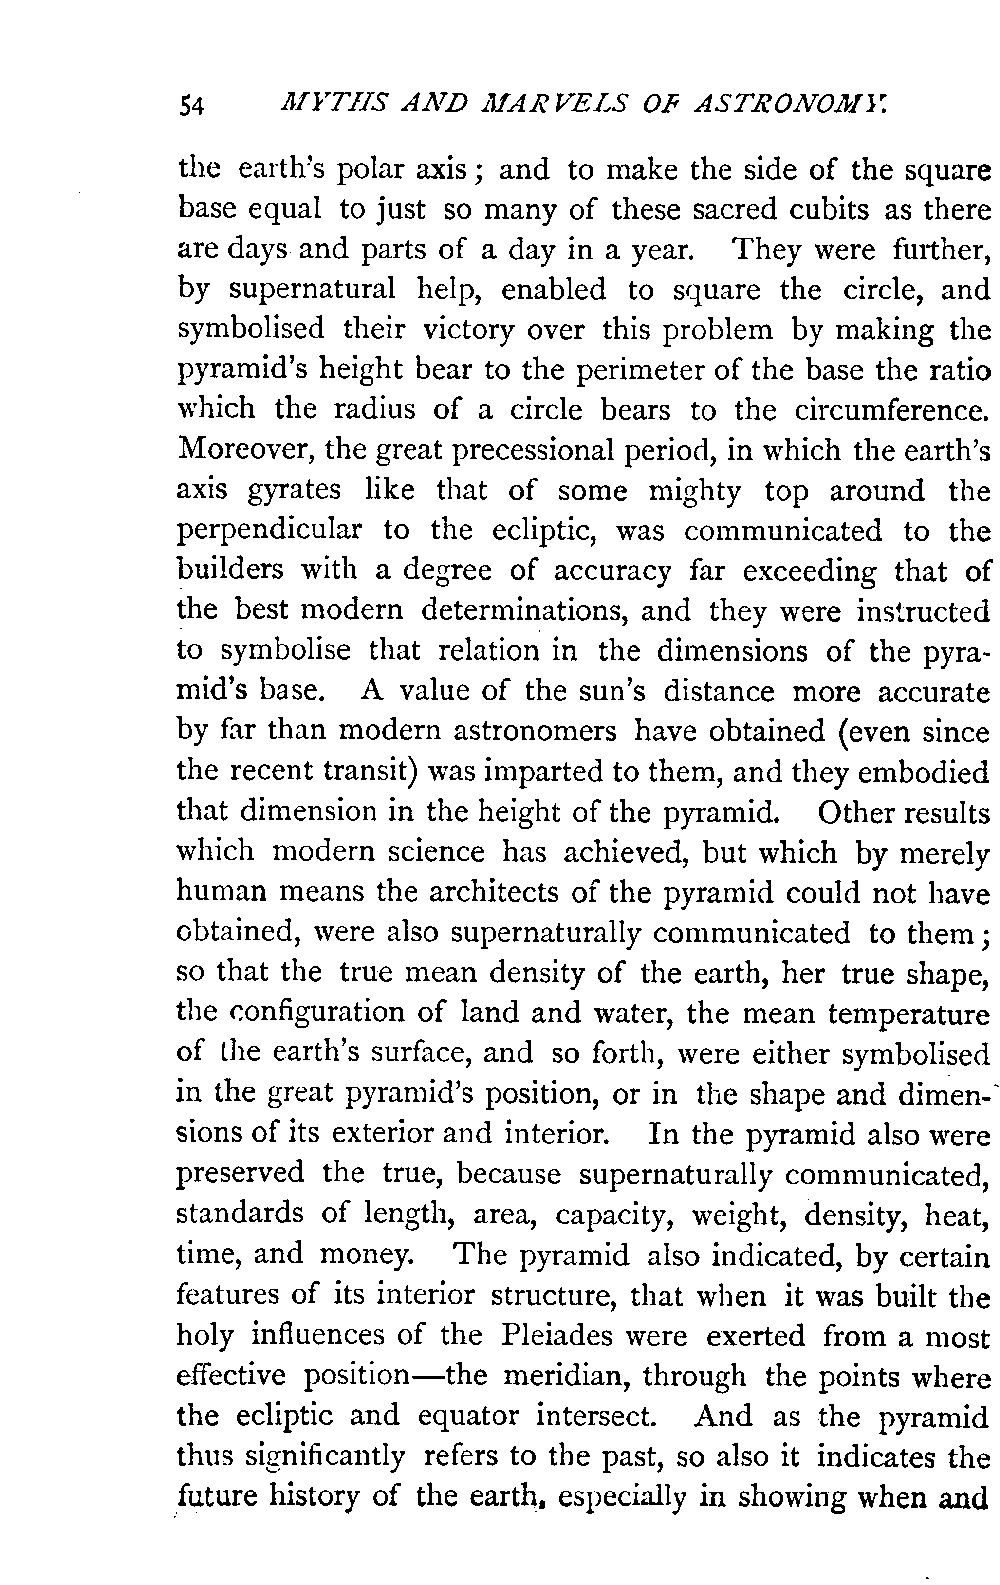 54 MYTHS AND MARVELS OF ASTRONOMY.
the earth's polar axis; and to make the side of the square
base equal to just so many of these sacred cubits as there
are days and parts of a day in a year. They were further,
by supernatural help, enabled to square the circle, and
symbolised their victory over this problem by making the
pyramid's height bear to the perimeter of the base the ratio
which the radius of a circle bears to the circumference.
Moreover, the great precessional period, in which the earth's
axis gyrates like that of some mighty top around the
perpendicular to the ecliptic, was communicated to the
builders with a degree of accuracy far exceeding that of
the best modern determinations, and they were instructed
to symbolise that relation in the dimensions of the pyra-
mid's base. A value of the sun's distance more accurate
by far than modern astronomers have obtained (even since
the recent transit) was imparted to them, and they embodied
that dimension in the height of the pyramid. Other results
which modern science has achieved, but which by merely
human means the architects of the pyramid could not have
obtained, were also supernaturally communicated to them;
so that the true mean density of the earth, her true shape,
the configuration of land and water, the mean temperature
of the earth's surface, and so forth, were either symbolised
in the great pyramid's position, or in the shape and dimen-
sions of its exterior and interior. In the pyramid also were
preserved the true, because supernaturally communicated,
standards of length, area, capacity, weight, density, heat,
time, and money. The pyramid also indicated, by certain
features of its interior structure, that when it was built the
holy influences of the Pleiades were exerted from a most
effective position—the meridian, through the points where
the ecliptic and equator intersect. And as the pyramid
thus significantly refers to the past, so also it indicates the
future history of the earth, especially in showing when and